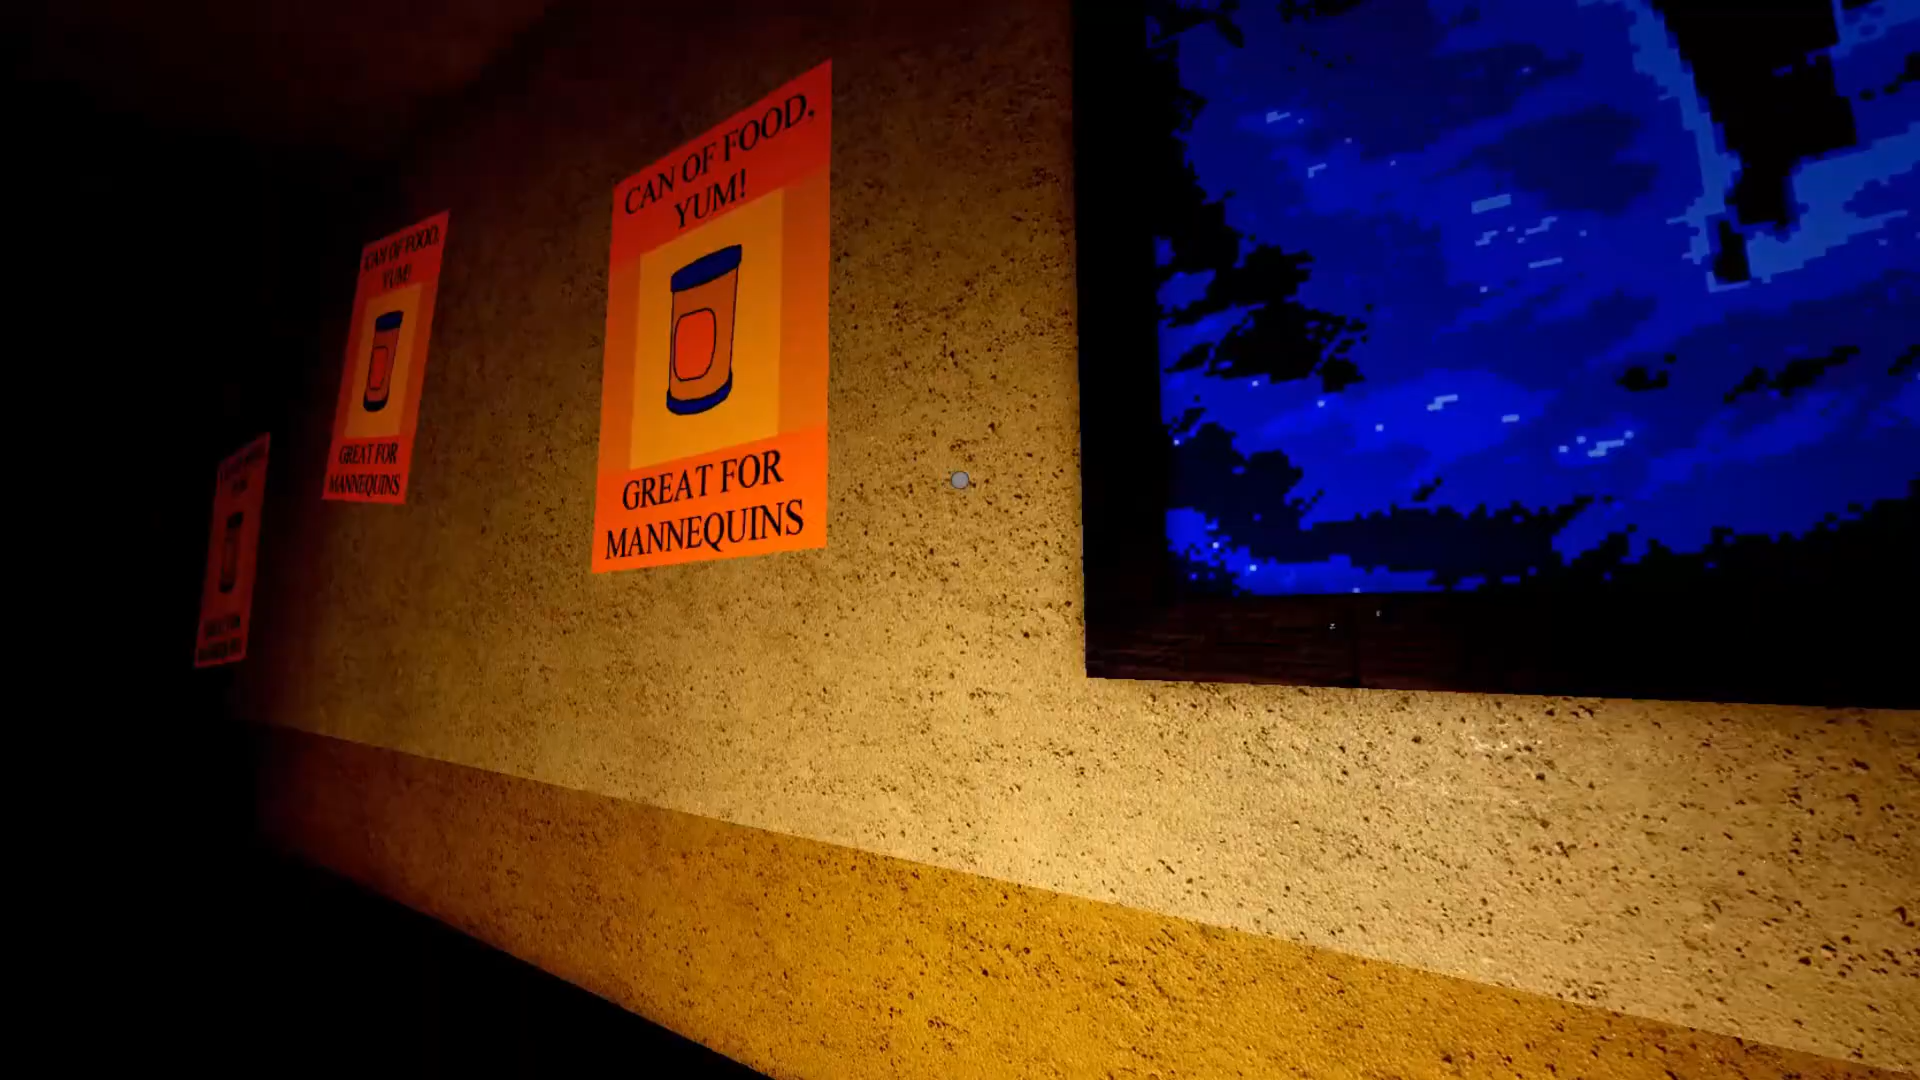 CAN OF FOOD,
YUM!
GREAT FOR
MANNEQUINS
CAN OF FOOD,
YUM!
GREAT FOR
MANNEQUINS